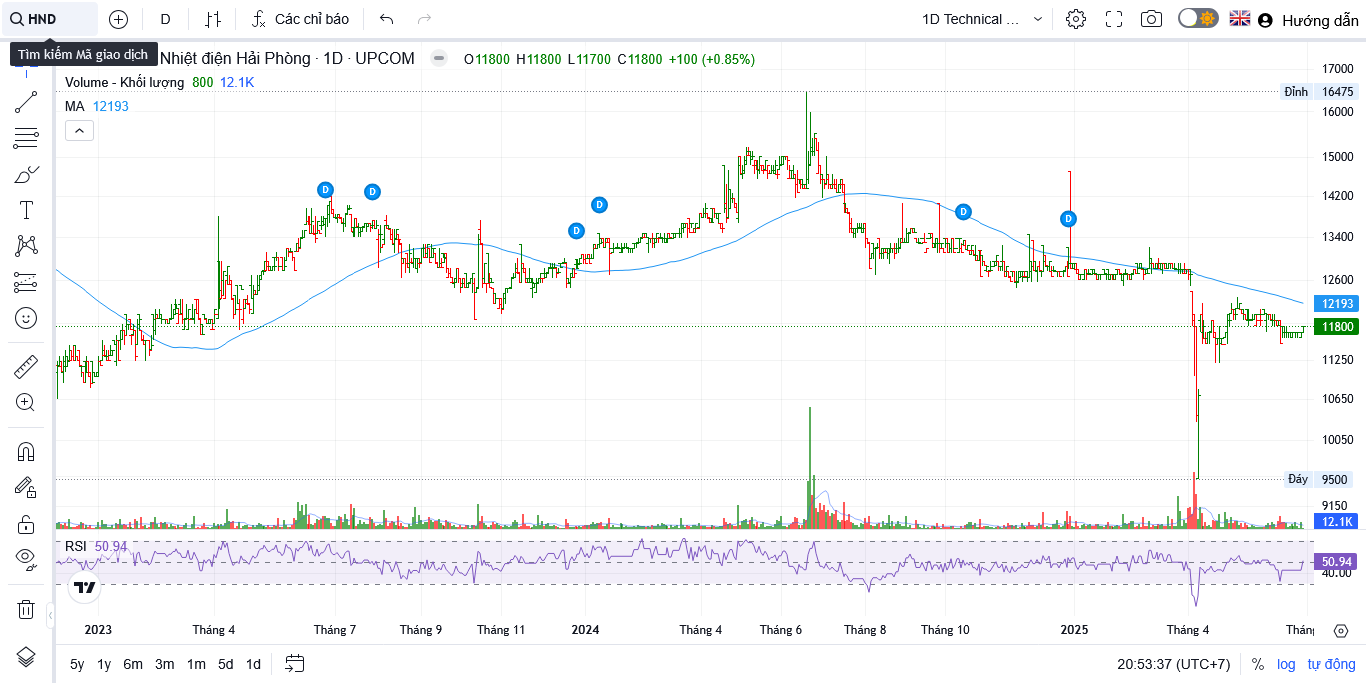 HND
D
Các chỉ báo
1D Technical ...
Hướng dẫn
Tìm kiếm Mã giao dịch
Nhiệt điện Hải Phòng · 1D · UPCOM
O11800 H11800 L11700 C11800 +100 (+0.85%)
Volume - Khối lượng 800 12.1K
MA 12193
17000
Đỉnh 16475
16000
15000
14200
13400
12600
12193
11800
11250
10650
10050
Đáy 9500
9150
12.1K
D
D
D
D
D
D
RSI 50.94
50.94
40.00
2023
Tháng 4
Tháng 7
Tháng 9
Tháng 11
2024
Tháng 4
Tháng 6
Tháng 8
Tháng 10
2025
Tháng 4
Tháng
5y 1y 6m 3m 1m 5d 1d
20:53:37 (UTC+7)
% log tự động